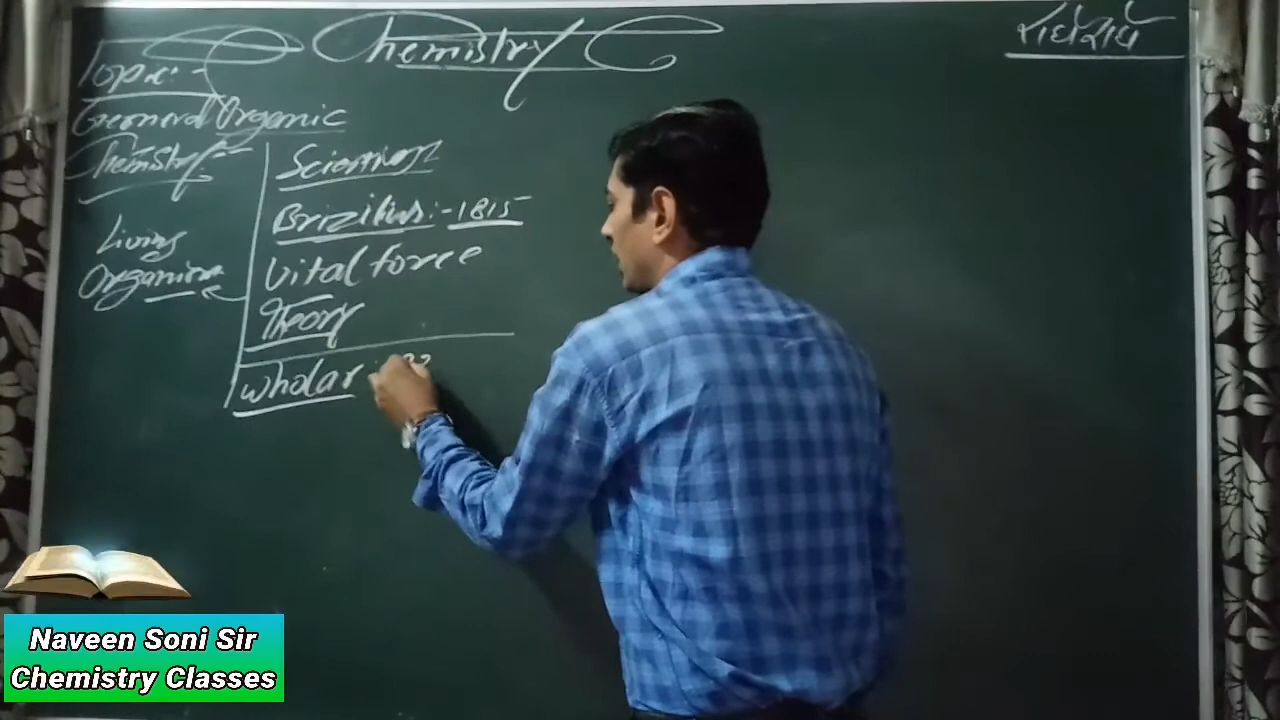 Chemistry
राधेराधे
Topic:-
General Organic
Chemistry:-
Scientist
Brizilius:-1815
Vital force
Theory
Living
Organism
Wholar
Naveen Soni Sir
Chemistry Classes